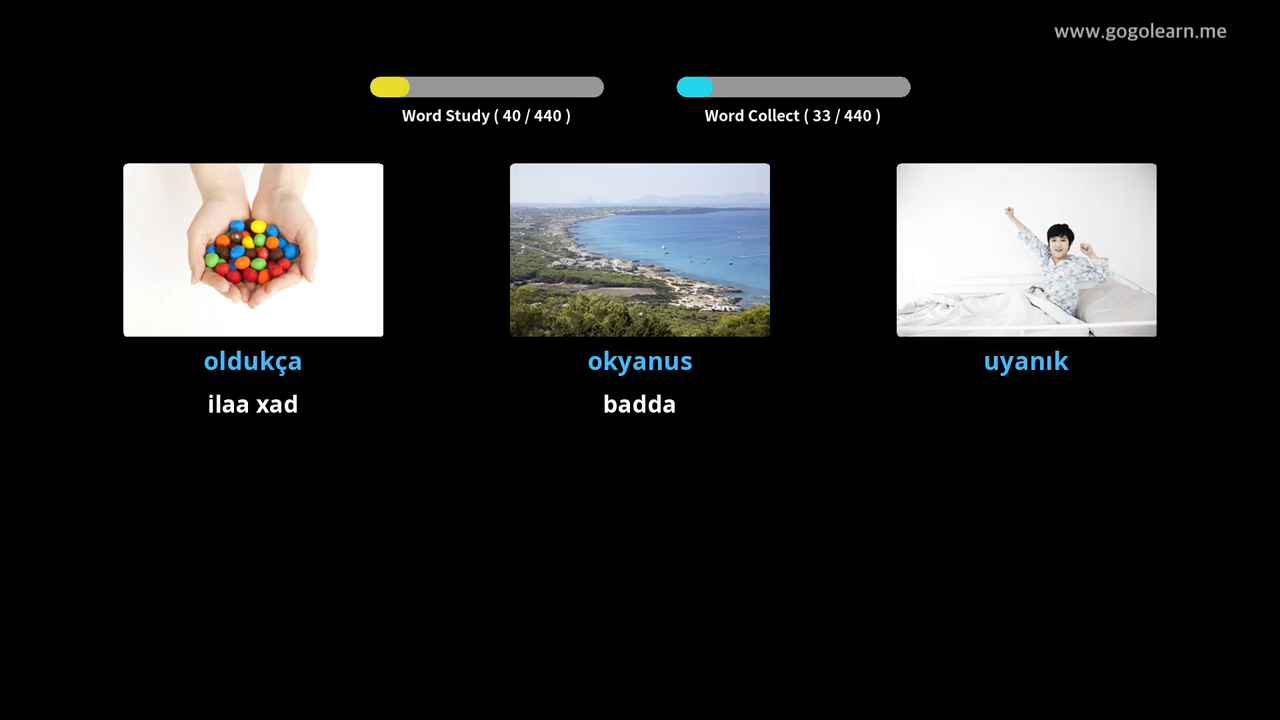 www.gogolearn.me
Word Study ( 40 / 440 )
Word Collect ( 33 / 440 )
oldukça
okyanus
uyanık
ilaa xad
badda